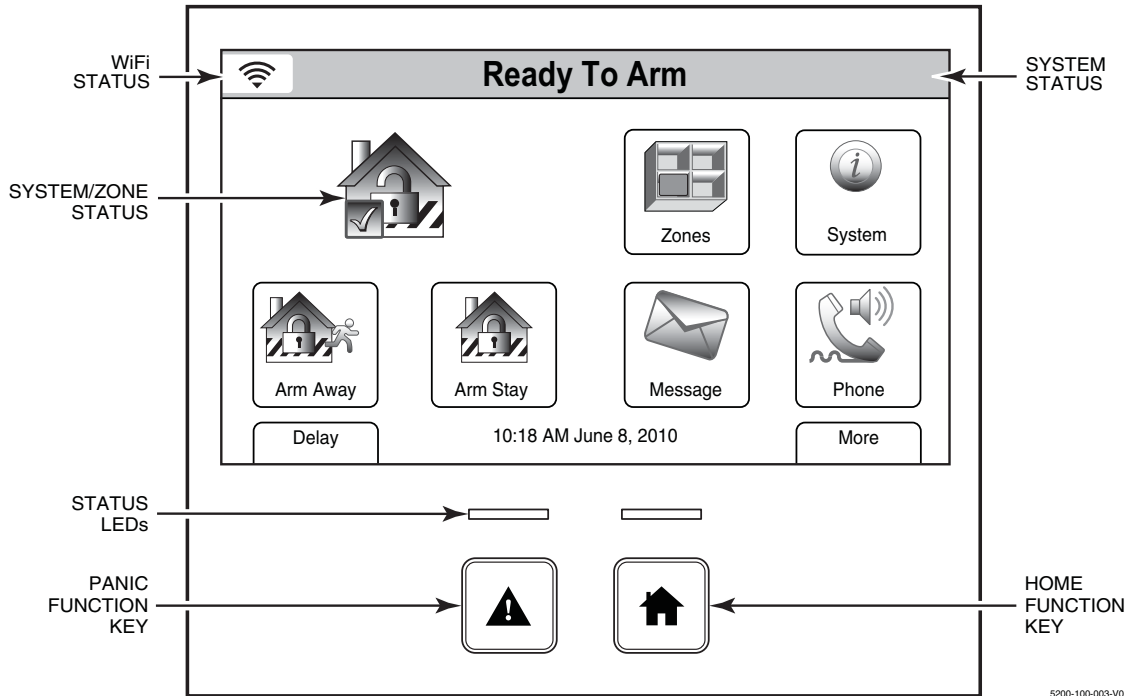 WiFi
STATUS
Ready To Arm
SYSTEM
STATUS
SYSTEM/ZONE
STATUS
Zones
System
Arm Away
Arm Stay
Message
Phone
Delay
10:18 AM June 8, 2010
More
STATUS
LEDs
PANIC
FUNCTION
KEY
HOME
FUNCTION
KEY
5200-100-003-V0